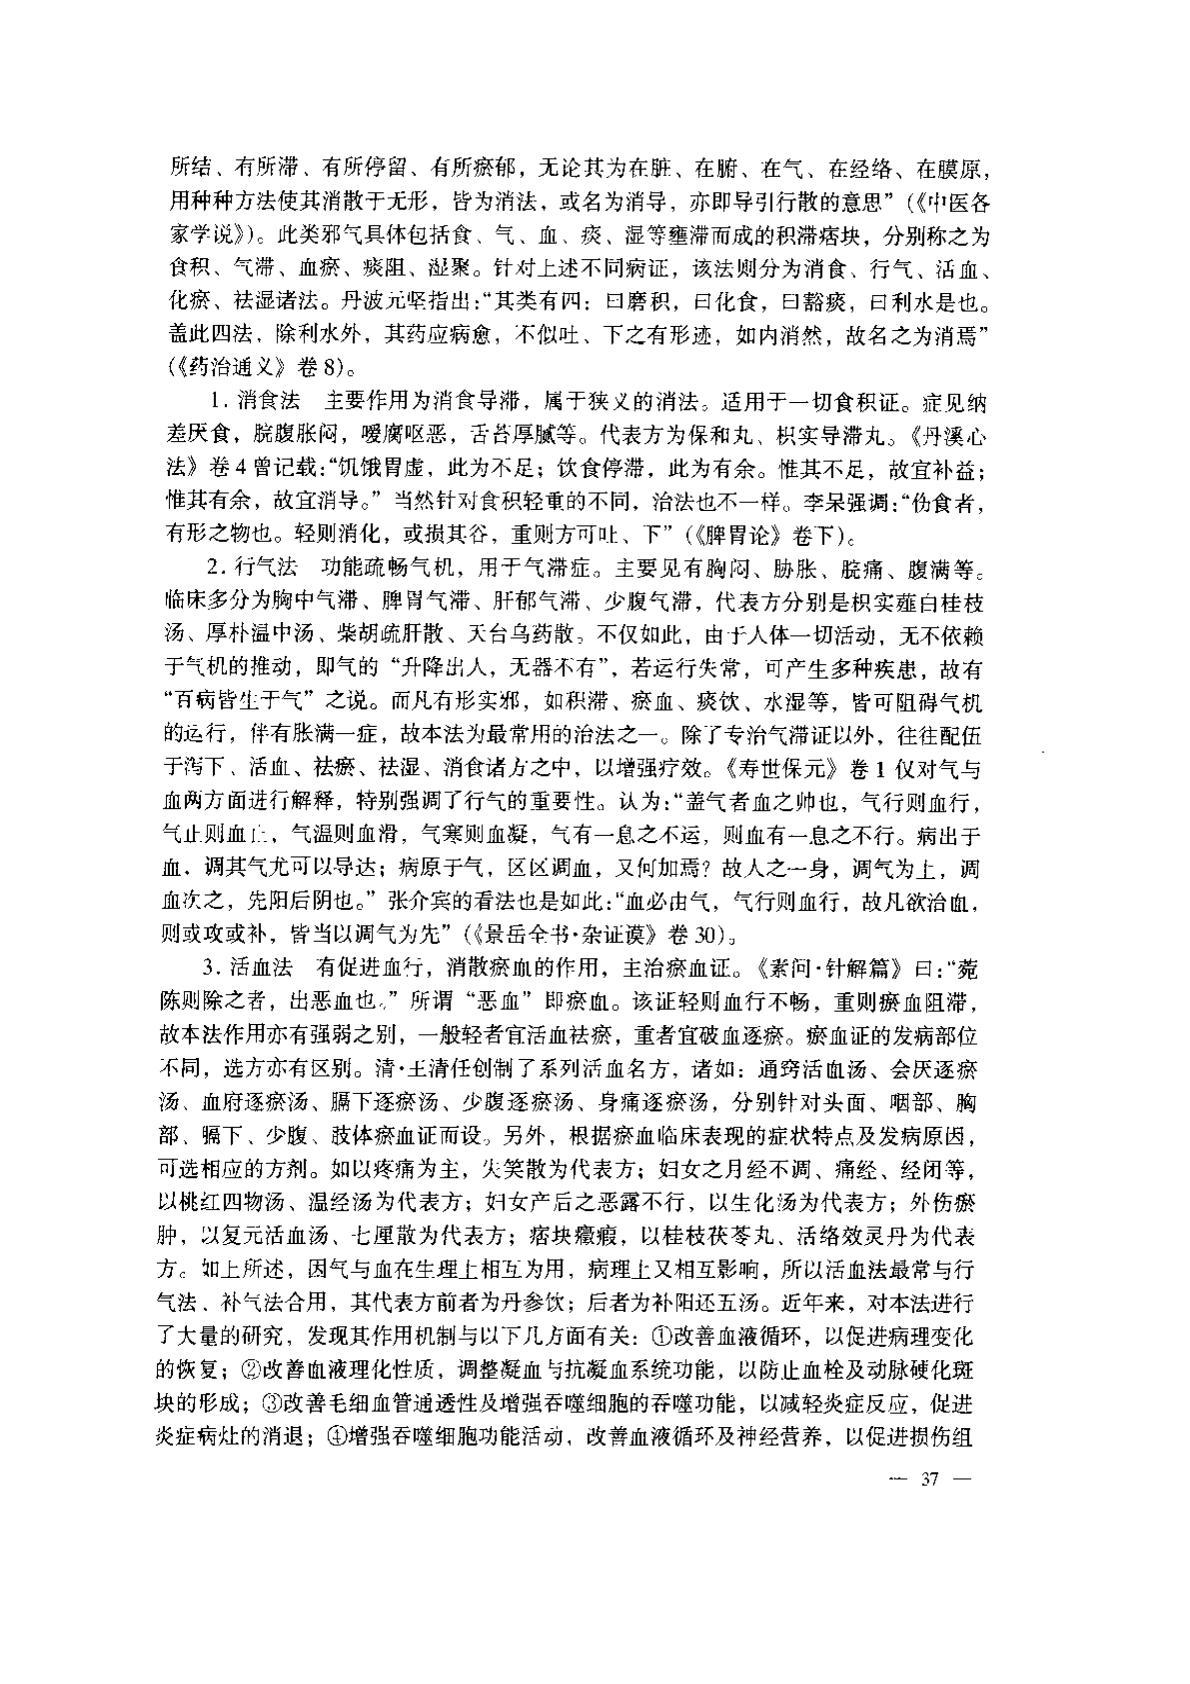 所结、有所滞、有所停留、有所瘀郁，无论其为在脏、在腑、在气、在经络、在膜原，
用种种方法使其消散于无形，皆为消法，或名为消导，亦即导引行散的意思”（《中医各
家学说》）。此类邪气具体包括食、气、血、痰、湿等壅滞而成的积滞痞块，分别称之为
食积、气滞、血瘀、痰阻、湿聚。针对上述不同病证，该法则分为消食、行气、活血、
化瘀、祛湿诸法。丹波元坚指出：“其类有四：曰磨积，曰化食，曰豁痰，曰利水是也。
盖此四法，除利水外，其药应病愈，不似吐、下之有形迹，如内消然，故名之为消焉”
（《药治通义》卷 8）。
1. 消食法　主要作用为消食导滞，属于狭义的消法。适用于一切食积证。症见纳
差厌食，脘腹胀闷，嗳腐呕恶，舌苔厚腻等。代表方为保和丸、枳实导滞丸。《丹溪心
法》卷 4 曾记载：“饥饿胃虚，此为不足；饮食停滞，此为有余。惟其不足，故宜补益；
惟其有余，故宜消导。”当然针对食积轻重的不同，治法也不一样。李杲强调：“伤食者，
有形之物也。轻则消化，或损其谷，重则方可吐、下”（《脾胃论》卷下）。
2. 行气法　功能疏畅气机，用于气滞症。主要见有胸闷、胁胀、脘痛、腹满等。
临床多分为胸中气滞、脾胃气滞、肝郁气滞、少腹气滞，代表方分别是枳实薤白桂枝
汤、厚朴温中汤、柴胡疏肝散、天台乌药散。不仅如此，由于人体一切活动，无不依赖
于气机的推动，即气的“升降出人，无器不有”，若运行失常，可产生多种疾患，故有
“百病皆生于气”之说。而凡有形实邪，如积滞、瘀血、痰饮、水湿等，皆可阻碍气机
的运行，伴有胀满一症，故本法为最常用的治法之一。除了专治气滞证以外，往往配伍
于泻下、活血、祛瘀、祛湿、消食诸方之中，以增强疗效。《寿世保元》卷 1 仅对气与
血两方面进行解释，特别强调了行气的重要性。认为：“盖气者血之帅也，气行则血行，
气止则血止，气温则血滑，气寒则血凝，气有一息之不运，则血有一息之不行。病出于
血，调其气尤可以导达；病原于气，区区调血，又何加焉？故人之一身，调气为上，调
血次之，先阳后阴也。”张介宾的看法也是如此：“血必由气，气行则血行，故凡欲治血，
则或攻或补，皆当以调气为先”（《景岳全书·杂证谟》卷 30）。
3. 活血法　有促进血行，消散瘀血的作用，主治瘀血证。《素问·针解篇》曰：“菀
陈则除之者，出恶血也。”所谓“恶血”即瘀血。该证轻则血行不畅，重则瘀血阻滞，
故本法作用亦有强弱之别，一般轻者宜活血祛瘀，重者宜破血逐瘀。瘀血证的发病部位
不同，选方亦有区别。清·王清任创制了系列活血名方，诸如：通窍活血汤、会厌逐瘀
汤、血府逐瘀汤、膈下逐瘀汤、少腹逐瘀汤、身痛逐瘀汤，分别针对头面、咽部、胸
部、膈下、少腹、肢体瘀血证而设。另外，根据瘀血临床表现的症状特点及发病原因，
可选相应的方剂。如以疼痛为主，失笑散为代表方；妇女之月经不调、痛经、经闭等，
以桃红四物汤、温经汤为代表方；妇女产后之恶露不行，以生化汤为代表方；外伤瘀
肿，以复元活血汤、七厘散为代表方；痞块癥瘕，以桂枝茯苓丸、活络效灵丹为代表
方。如上所述，因气与血在生理上相互为用，病理上又相互影响，所以活血法最常与行
气法、补气法合用，其代表方前者为丹参饮；后者为补阳还五汤。近年来，对本法进行
了大量的研究，发现其作用机制与以下几方面有关：①改善血液循环，以促进病理变化
的恢复；②改善血液理化性质，调整凝血与抗凝血系统功能，以防止血栓及动脉硬化斑
块的形成；③改善毛细血管通透性及增强吞噬细胞的吞噬功能，以减轻炎症反应，促进
炎症病灶的消退；④增强吞噬细胞功能活动，改善血液循环及神经营养，以促进损伤组
— 37 —